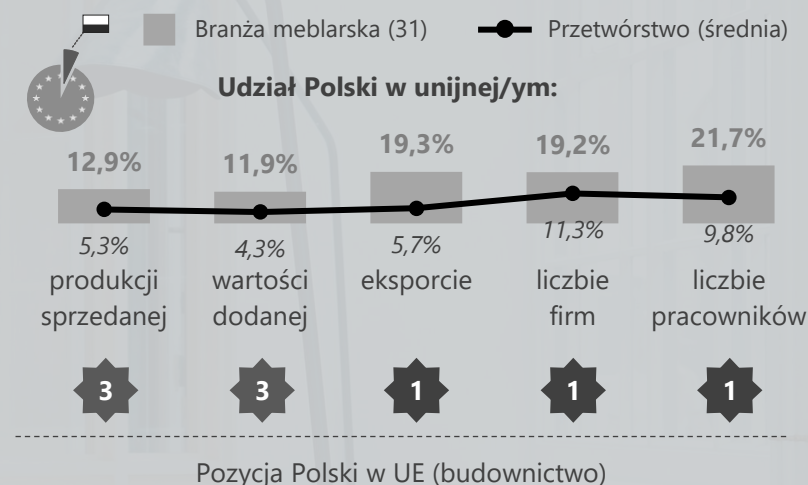 Branża meblarska (31)
Przetwórstwo (średnia)
Udział Polski w unijnej/ym:
12,9%
11,9%
19,3%
19,2%
21,7%
5,3%
4,3%
5,7%
11,3%
9,8%
produkcji
sprzedanej
wartości
dodanej
eksporcie
liczbie
firm
liczbie
pracowników
3
3
1
1
1
Pozycja Polski w UE (budownictwo)